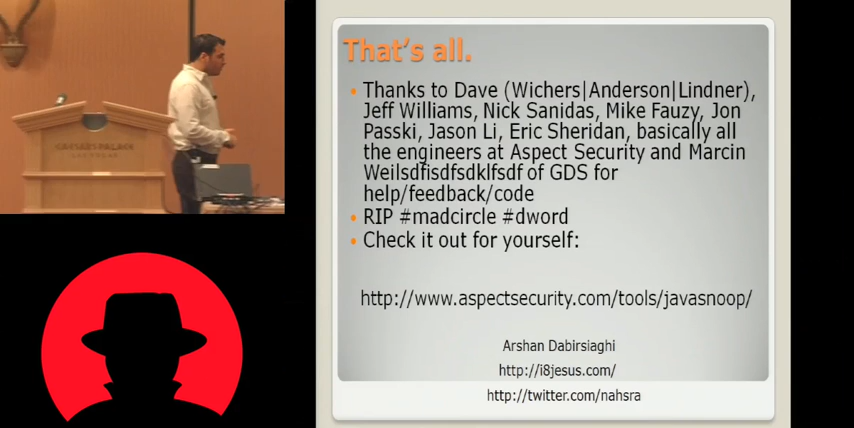 CAESARS PALACE
That's all.
• Thanks to Dave (Wichers|Anderson|Lindner),
Jeff Williams, Nick Sanidas, Mike Fauzy, Jon
Passki, Jason Li, Eric Sheridan, basically all
the engineers at Aspect Security and Marcin
Weilsdfisdfsdklfsdf of GDS for
help/feedback/code
• RIP #madcircle #dword
• Check it out for yourself:
http://www.aspectsecurity.com/tools/javasnoop/
Arshan Dabirsiaghi
http://i8jesus.com/
http://twitter.com/nahsra